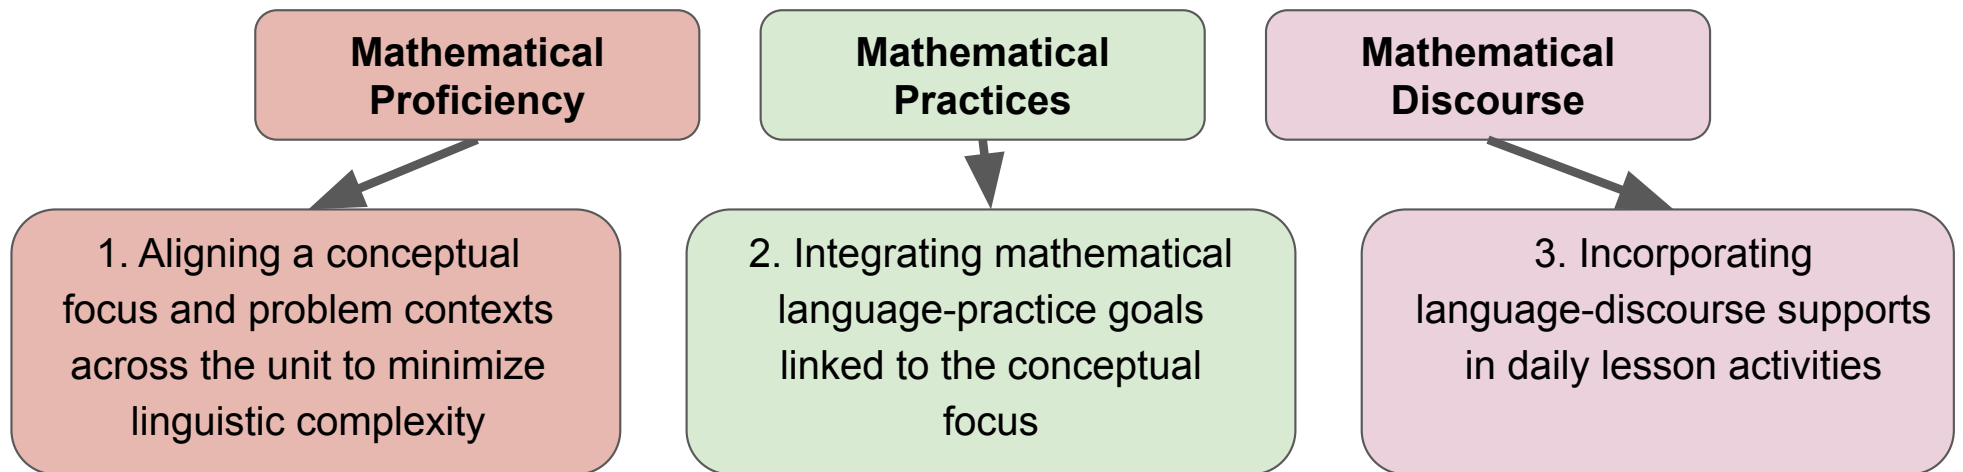 Mathematical
Proficiency
Mathematical
Practices
Mathematical
Discourse
1. Aligning a conceptual
focus and problem contexts
across the unit to minimize
linguistic complexity
2. Integrating mathematical
language-practice goals
linked to the conceptual
focus
3. Incorporating
language-discourse supports
in daily lesson activities